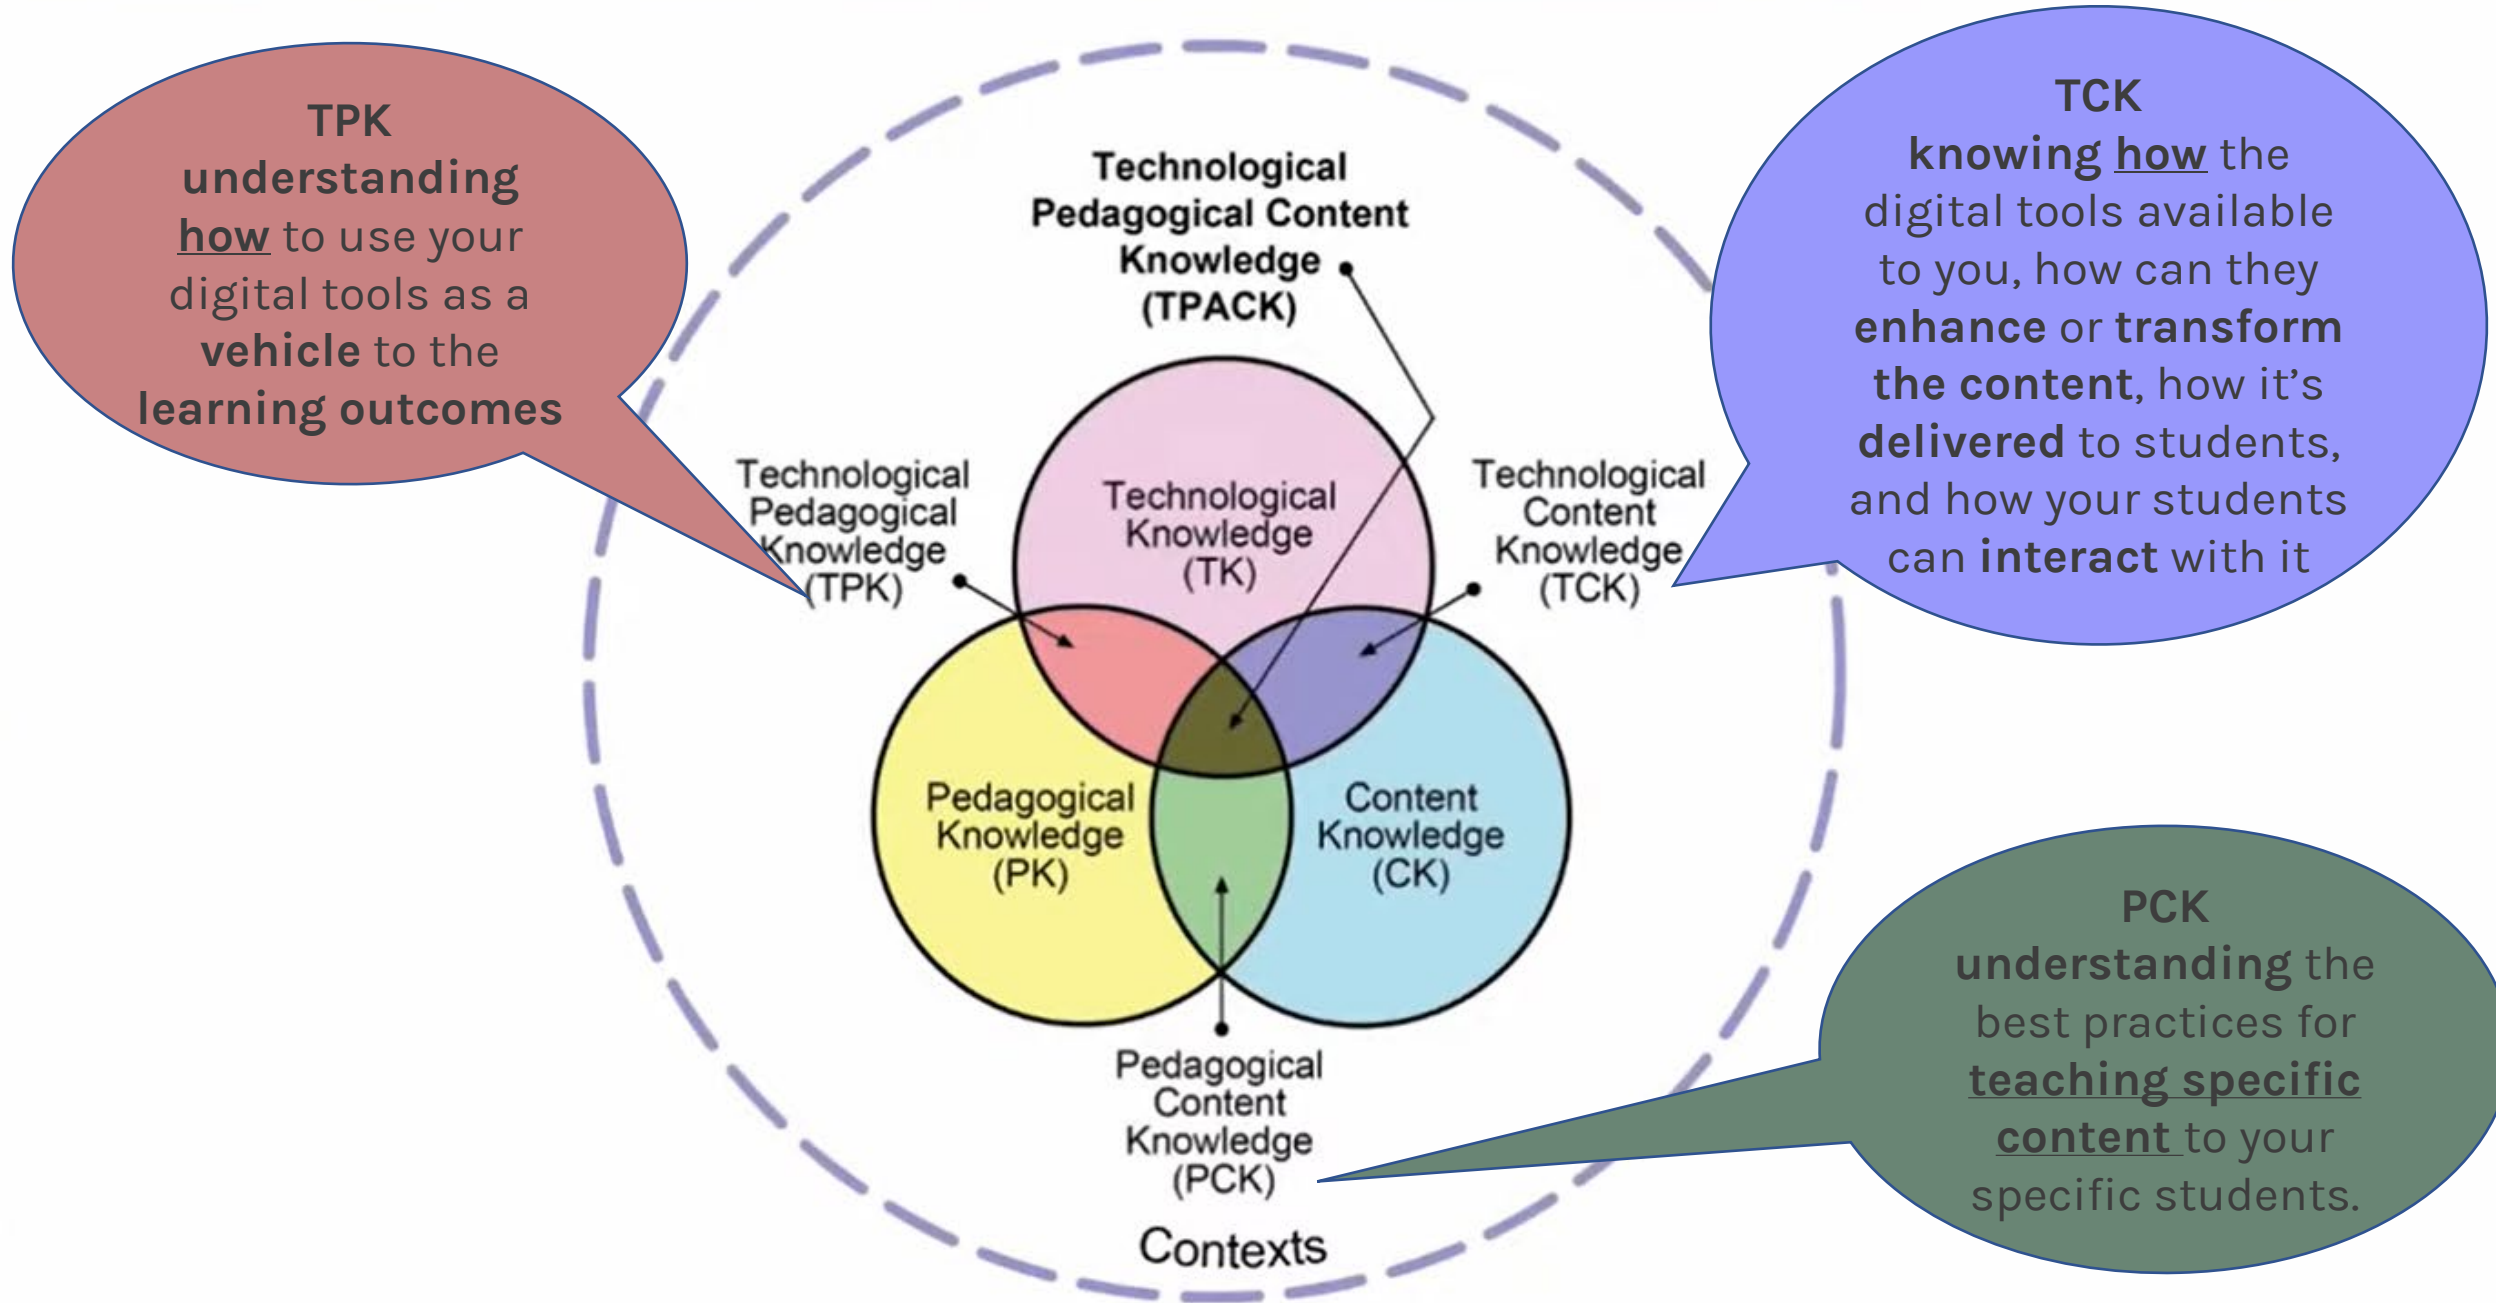 TPK
understanding
how to use your
digital tools as a
vehicle to the
learning outcomes
TCK
knowing how the
digital tools available
to you, how can they
enhance or transform
the content, how it’s
delivered to students,
and how your students
can interact with it
Technological
Pedagogical Content
Knowledge
(TPACK)
Technological
Pedagogical
Knowledge
(TPK)
Technological
Knowledge
(TK)
Technological
Content
Knowledge
(TCK)
Pedagogical
Knowledge
(PK)
Content
Knowledge
(CK)
Pedagogical
Content
Knowledge
(PCK)
Contexts
PCK
understanding the
best practices for
teaching specific
content to your
specific students.